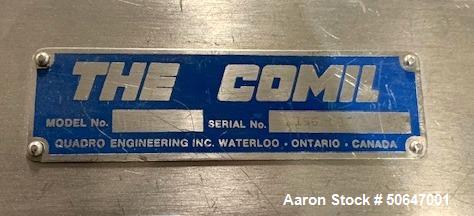 THE COMIL
MODEL No. SERIAL No.
QUADRO ENGINEERING INC. WATERLOO • ONTARIO • CANADA
Aaron Stock # 50647001